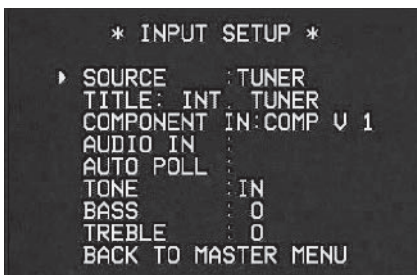 * INPUT SETUP *
SOURCE :TUNER
TITLE: INT. TUNER
COMPONENT IN:COMP V 1
AUDIO IN :
AUTO POLL :
TONE :IN
BASS : 0
TREBLE : 0
BACK TO MASTER MENU